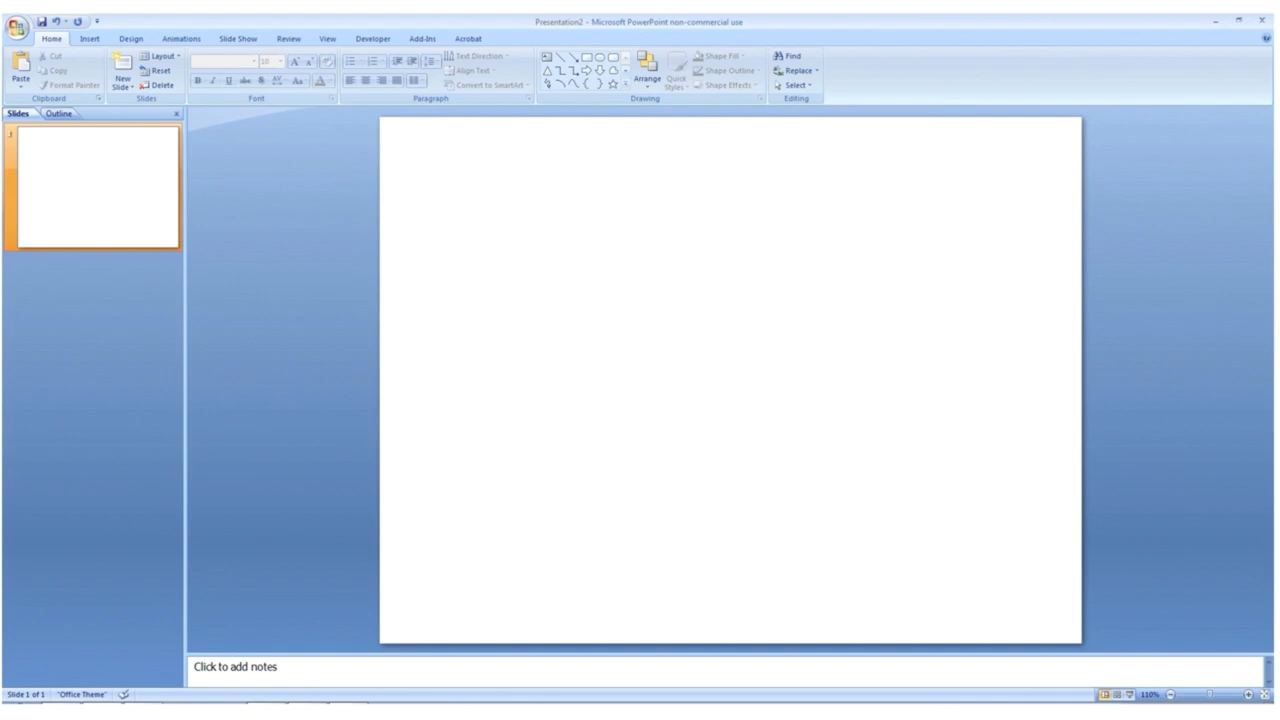 Presentation2 - Microsoft PowerPoint non-commercial use
Home Insert Design Animations Slide Show Review View Developer Add-Ins Acrobat
Paste
Cut
Copy
Format Painter
Clipboard
New
Slide
Layout
Reset
Delete
Slides
10
Font
Text Direction
Align Text
Convert to SmartArt
Paragraph
Arrange
Quick
Styles
Shape Fill
Shape Outline
Shape Effects
Drawing
Find
Replace
Select
Editing
Slides Outline
1
Click to add notes
Slide 1 of 1 "Office Theme" 110%